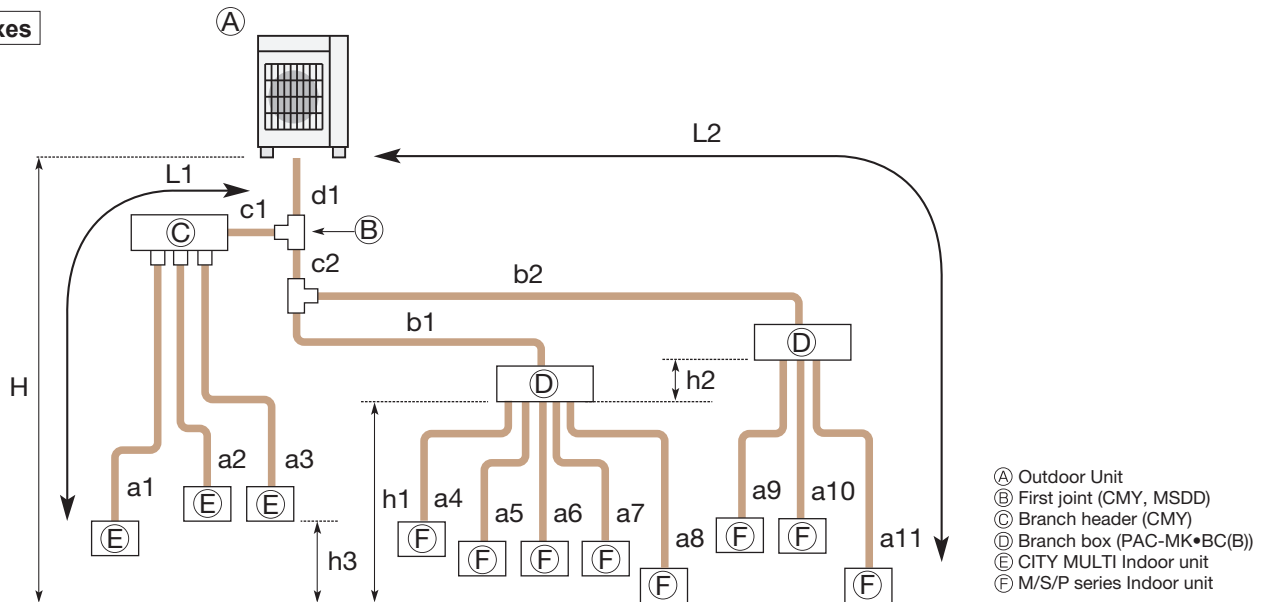 xes
Ⓐ
L2
L1
d1
c1
Ⓒ
Ⓑ
c2
b2
b1
Ⓓ
H
Ⓓ
h2
a1
a2
a3
h1
a4
a5
a6
a7
a8
a9
a10
a11
Ⓔ
Ⓔ
Ⓔ
h3
Ⓕ
Ⓕ
Ⓕ
Ⓕ
Ⓕ
Ⓕ
Ⓕ
Ⓕ
Ⓐ Outdoor Unit
Ⓑ First joint (CMY, MSDD)
Ⓒ Branch header (CMY)
Ⓓ Branch box (PAC-MK•BC(B))
Ⓔ CITY MULTI Indoor unit
Ⓕ M/S/P series Indoor unit